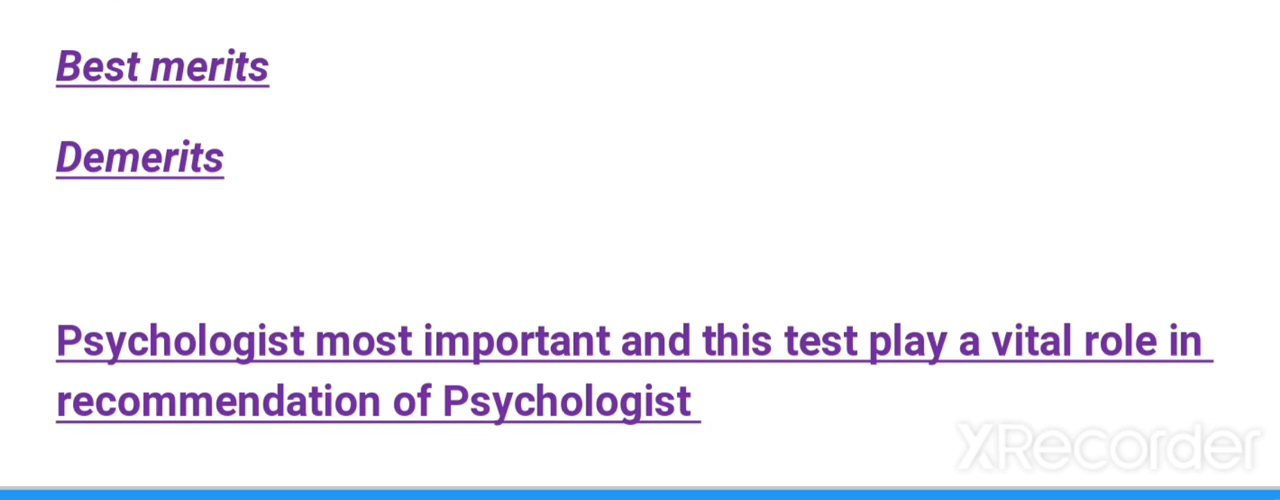 Best merits
Demerits
Psychologist most important and this test play a vital role in
recommendation of Psychologist
XRecorder